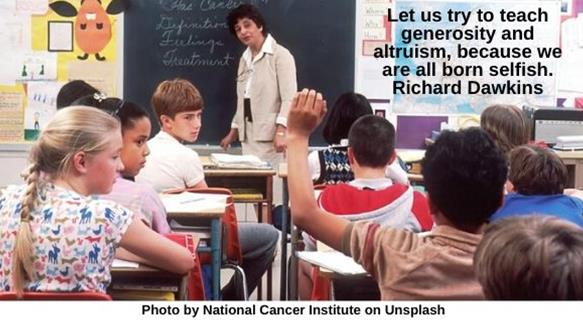 Has Cancer
Definition
Feelings
Treatment
Let us try to teach
generosity and
altruism, because we
are all born selfish.
Richard Dawkins
Photo by National Cancer Institute on Unsplash